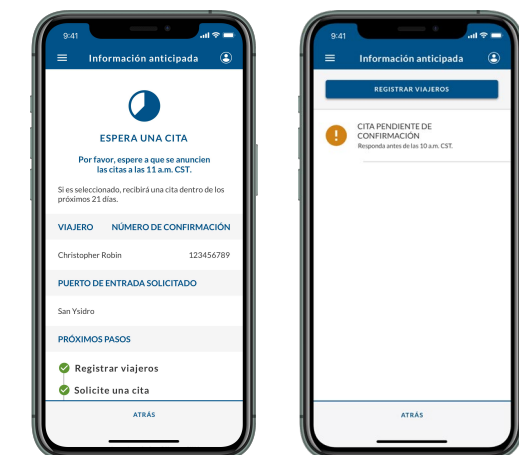 9:41
Información anticipada
ESPERA UNA CITA
Por favor, espere a que se anuncien
las citas a las 11 a.m. CST.
Si es seleccionado, recibirá una cita dentro de los
próximos 21 días.
VIAJERO NÚMERO DE CONFIRMACIÓN
Christopher Robin 123456789
PUERTO DE ENTRADA SOLICITADO
San Ysidro
PRÓXIMOS PASOS
Registrar viajeros
Solicite una cita
ATRÁS
9:41
Información anticipada
REGISTRAR VIAJEROS
CITA PENDIENTE DE
CONFIRMACIÓN
Responda antes de las 10 a.m. CST.
ATRÁS